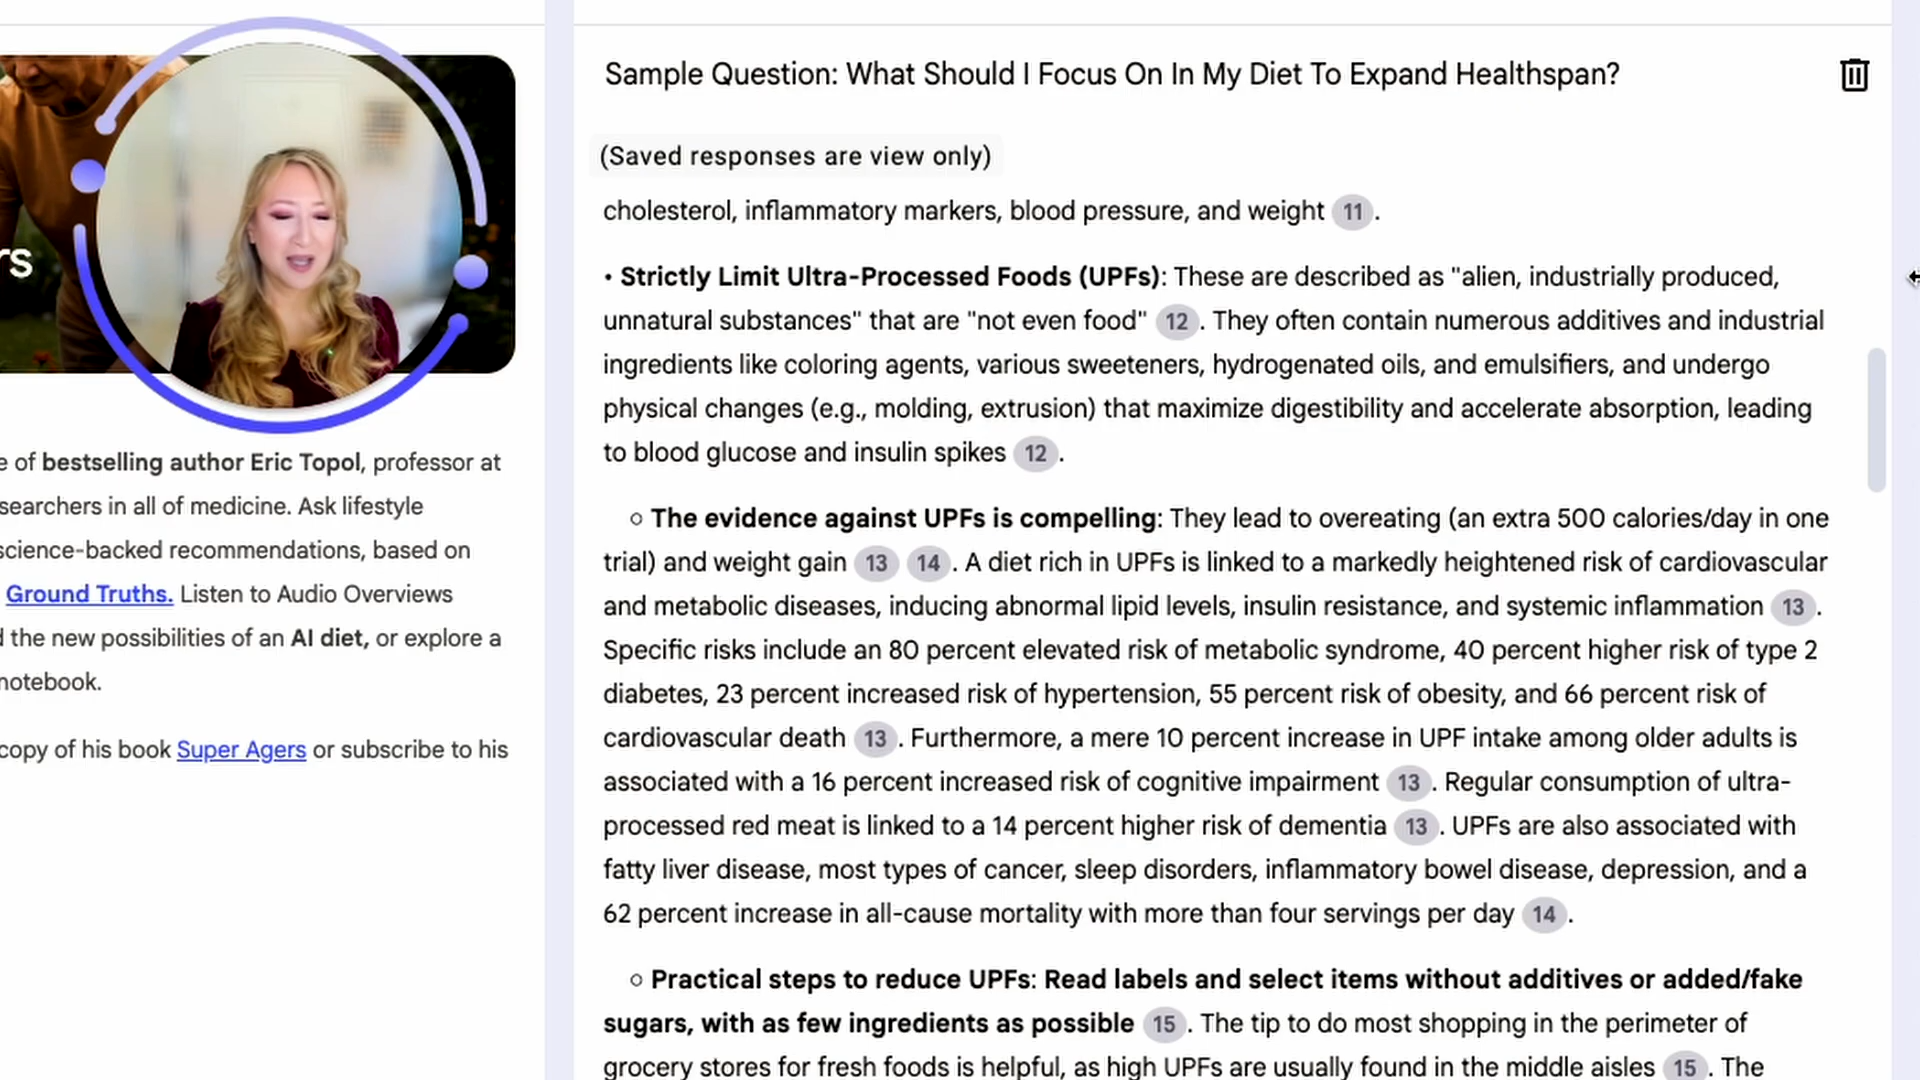 rs
e of bestselling author Eric Topol, professor at
searchers in all of medicine. Ask lifestyle
science-backed recommendations, based on
Ground Truths. Listen to Audio Overviews
d the new possibilities of an AI diet, or explore a
notebook.
copy of his book Super Agers or subscribe to his
Sample Question: What Should I Focus On In My Diet To Expand Healthspan?
(Saved responses are view only)
cholesterol, inflammatory markers, blood pressure, and weight 11.
• Strictly Limit Ultra-Processed Foods (UPFs): These are described as "alien, industrially produced,
unnatural substances" that are "not even food" 12. They often contain numerous additives and industrial
ingredients like coloring agents, various sweeteners, hydrogenated oils, and emulsifiers, and undergo
physical changes (e.g., molding, extrusion) that maximize digestibility and accelerate absorption, leading
to blood glucose and insulin spikes 12.
○ The evidence against UPFs is compelling: They lead to overeating (an extra 500 calories/day in one
trial) and weight gain 13 14. A diet rich in UPFs is linked to a markedly heightened risk of cardiovascular
and metabolic diseases, inducing abnormal lipid levels, insulin resistance, and systemic inflammation 13.
Specific risks include an 80 percent elevated risk of metabolic syndrome, 40 percent higher risk of type 2
diabetes, 23 percent increased risk of hypertension, 55 percent risk of obesity, and 66 percent risk of
cardiovascular death 13. Furthermore, a mere 10 percent increase in UPF intake among older adults is
associated with a 16 percent increased risk of cognitive impairment 13. Regular consumption of ultra-
processed red meat is linked to a 14 percent higher risk of dementia 13. UPFs are also associated with
fatty liver disease, most types of cancer, sleep disorders, inflammatory bowel disease, depression, and a
62 percent increase in all-cause mortality with more than four servings per day 14.
○ Practical steps to reduce UPFs: Read labels and select items without additives or added/fake
sugars, with as few ingredients as possible 15. The tip to do most shopping in the perimeter of
grocery stores for fresh foods is helpful, as high UPFs are usually found in the middle aisles 15. The